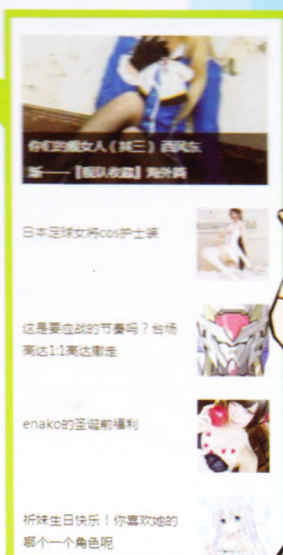 你们的舰女人（其三）西风东
渐——【舰队收藏】海外篇
日本足球女将cos护士装
这是要应战的节奏吗？台场
高达1:1高达撤走
enako的圣诞前福利
祈妹生日快乐！你喜欢她的
哪个一个角色呢